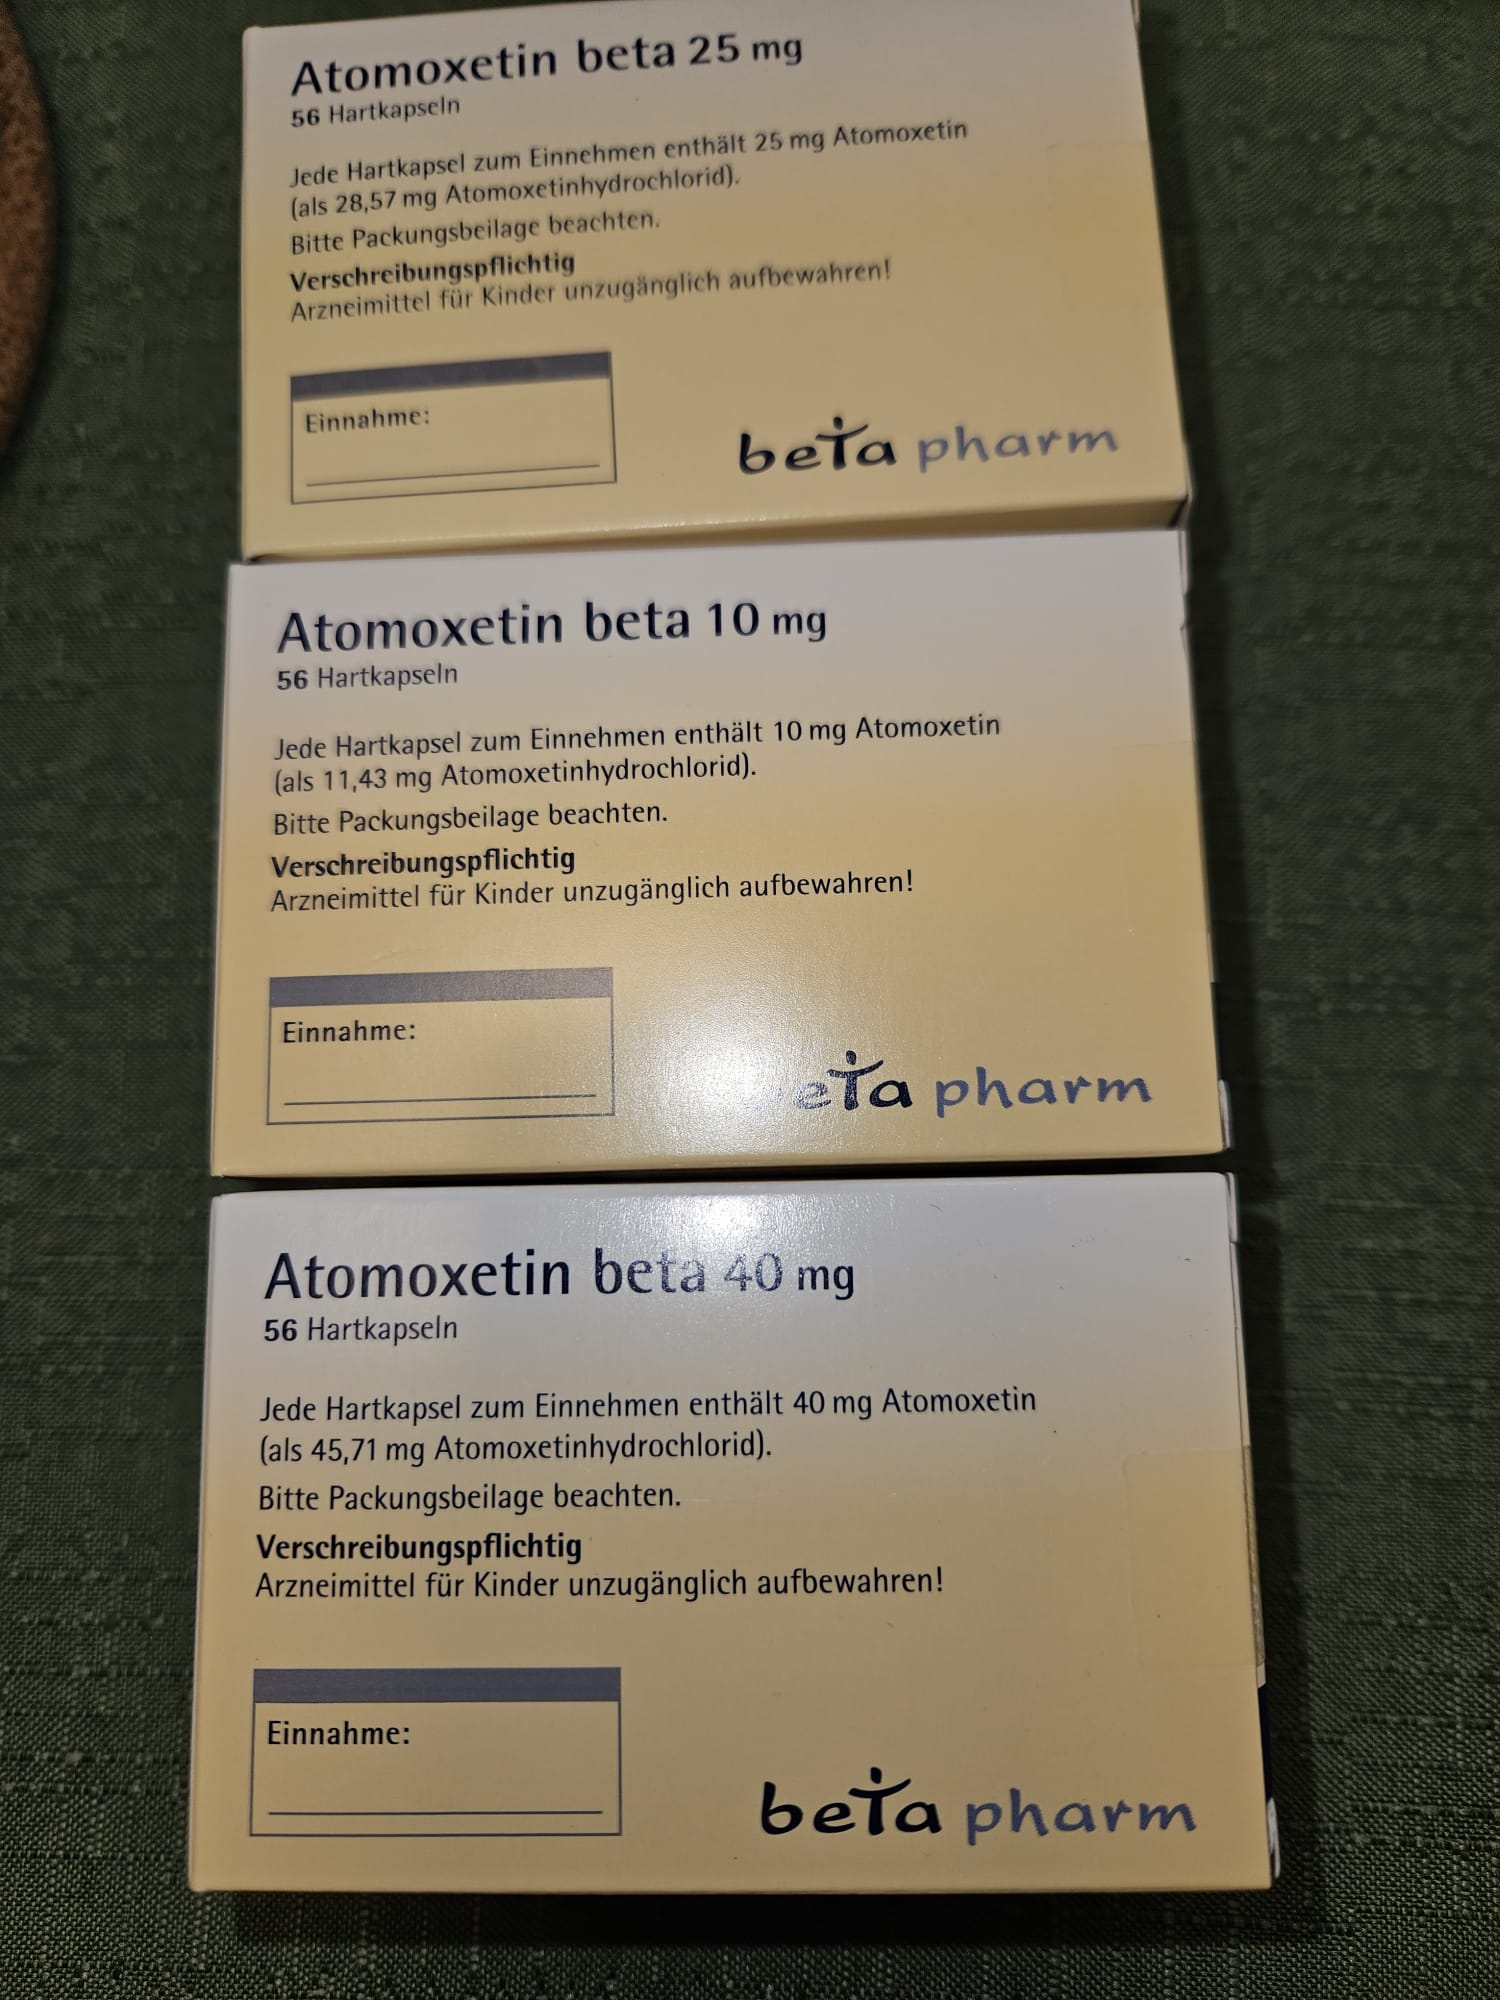 Atomoxetin beta 25 mg
56 Hartkapseln
Jede Hartkapsel zum Einnehmen enthält 25 mg Atomoxetin
(als 28,57 mg Atomoxetinhydrochlorid).
Bitte Packungsbeilage beachten.
Verschreibungspflichtig
Arzneimittel für Kinder unzugänglich aufbewahren!
Einnahme:
beta pharm
Atomoxetin beta 10 mg
56 Hartkapseln
Jede Hartkapsel zum Einnehmen enthält 10 mg Atomoxetin
(als 11,43 mg Atomoxetinhydrochlorid).
Bitte Packungsbeilage beachten.
Verschreibungspflichtig
Arzneimittel für Kinder unzugänglich aufbewahren!
Einnahme:
beta pharm
Atomoxetin beta 40 mg
56 Hartkapseln
Jede Hartkapsel zum Einnehmen enthält 40 mg Atomoxetin
(als 45,71 mg Atomoxetinhydrochlorid).
Bitte Packungsbeilage beachten.
Verschreibungspflichtig
Arzneimittel für Kinder unzugänglich aufbewahren!
Einnahme:
beta pharm